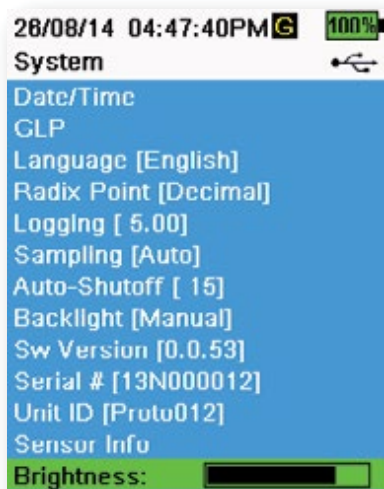 26/08/14 04:47:40PM G 100%
System
Date/Time
GLP
Language [English]
Radix Point [Decimal]
Logging [ 5.00]
Sampling [Auto]
Auto-Shutoff [ 15]
Backlight [Manual]
Sw Version [0.0.53]
Serial # [13N000012]
Unit ID [Proto012]
Sensor Info
Brightness: